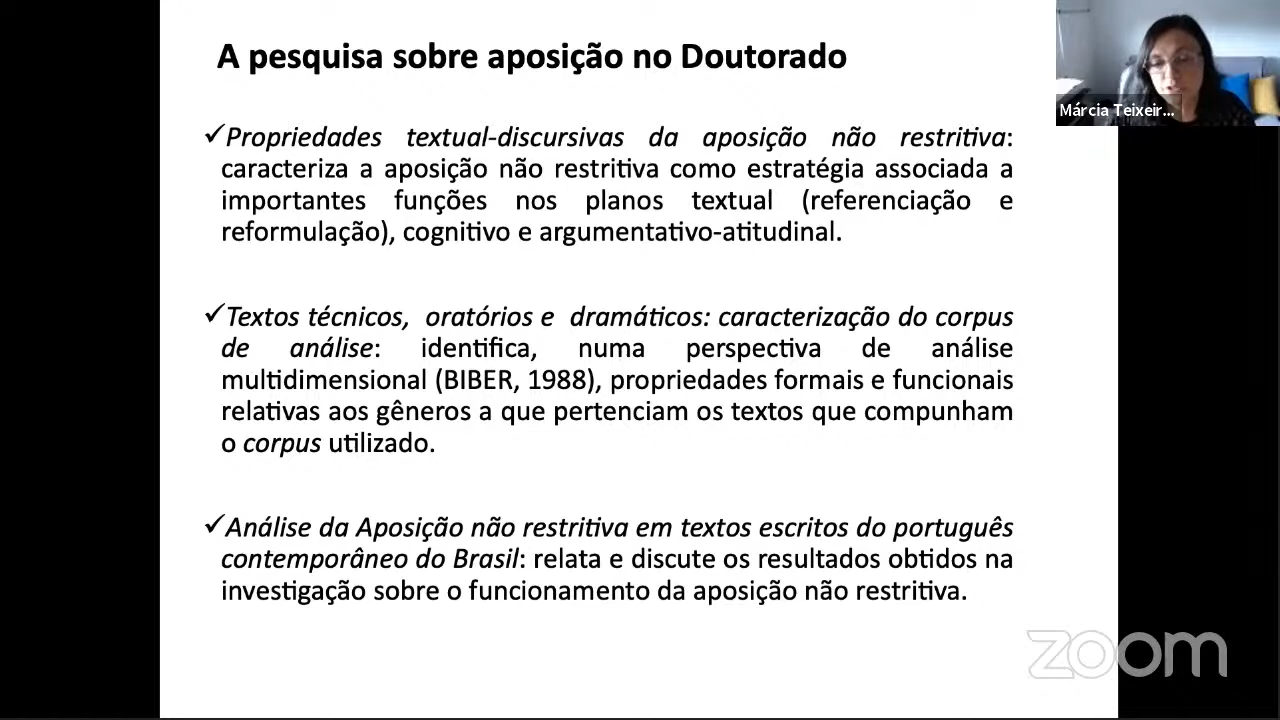 A pesquisa sobre aposição no Doutorado
Márcia Teixeir...
✓Propriedades textual-discursivas da aposição não restritiva:
caracteriza a aposição não restritiva como estratégia associada a
importantes funções nos planos textual (referenciação e
reformulação), cognitivo e argumentativo-atitudinal.
✓Textos técnicos, oratórios e dramáticos: caracterização do corpus
de análise: identifica, numa perspectiva de análise
multidimensional (BIBER, 1988), propriedades formais e funcionais
relativas aos gêneros a que pertenciam os textos que compunham
o corpus utilizado.
✓Análise da Aposição não restritiva em textos escritos do português
contemporâneo do Brasil: relata e discute os resultados obtidos na
investigação sobre o funcionamento da aposição não restritiva.
zoom